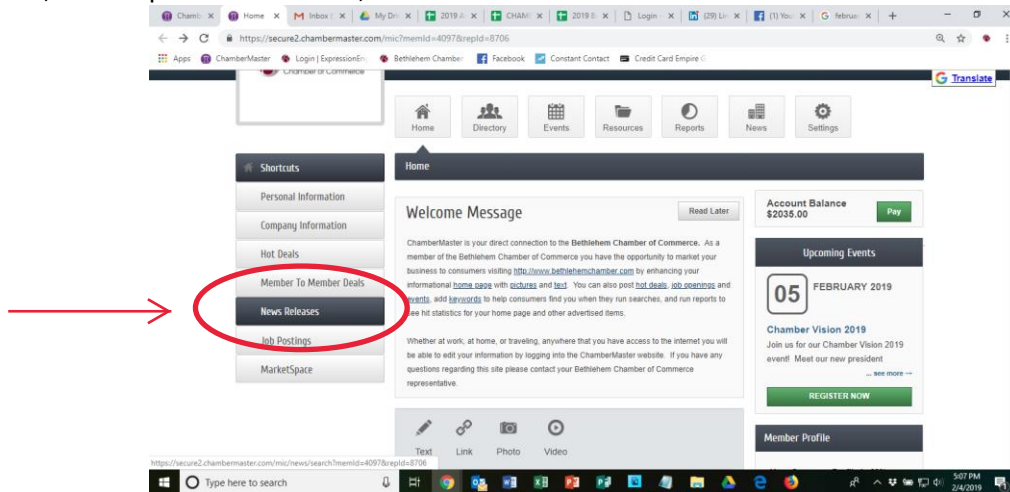 Chamb
Home
Inbox (
My Dri
2019 A
CHAM
2019 B
Login -
(29) Lin
(1) You
februar
https://secure2.chambermaster.com/mic?memId=4097&repId=8706
Apps
ChamberMaster
Login | ExpressionEng
Bethlehem Chamber
Facebook
Constant Contact
Credit Card Empire G
Chamber of Commerce
Translate
Home
Directory
Events
Resources
Reports
News
Settings
Shortcuts
Personal Information
Company Information
Hot Deals
Member To Member Deals
News Releases
Job Postings
MarketSpace
Home
Welcome Message
Read Later
ChamberMaster is your direct connection to the Bethlehem Chamber of Commerce. As a
member of the Bethlehem Chamber of Commerce you have the opportunity to market your
business to consumers visiting http://www.bethlehemchamber.com by enhancing your
informational home page with pictures and text. You can also post hot deals, job openings and
events, add keywords to help consumers find you when they run searches, and run reports to
see hit statistics for your home page and other advertised items.
Whether at work, at home, or traveling, anywhere that you have access to the internet you will
be able to edit your information by logging into the ChamberMaster website. If you have any
questions regarding this site please contact your Bethlehem Chamber of Commerce
representative.
Text
Link
Photo
Video
Account Balance
$2035.00
Pay
Upcoming Events
05
FEBRUARY 2019
Chamber Vision 2019
Join us for our Chamber Vision 2019
event! Meet our new president
... see more
REGISTER NOW
Member Profile
https://secure2.chambermaster.com/mic/news/search?memId=4097&repId=8706
Type here to search
5:07 PM
2/4/2019